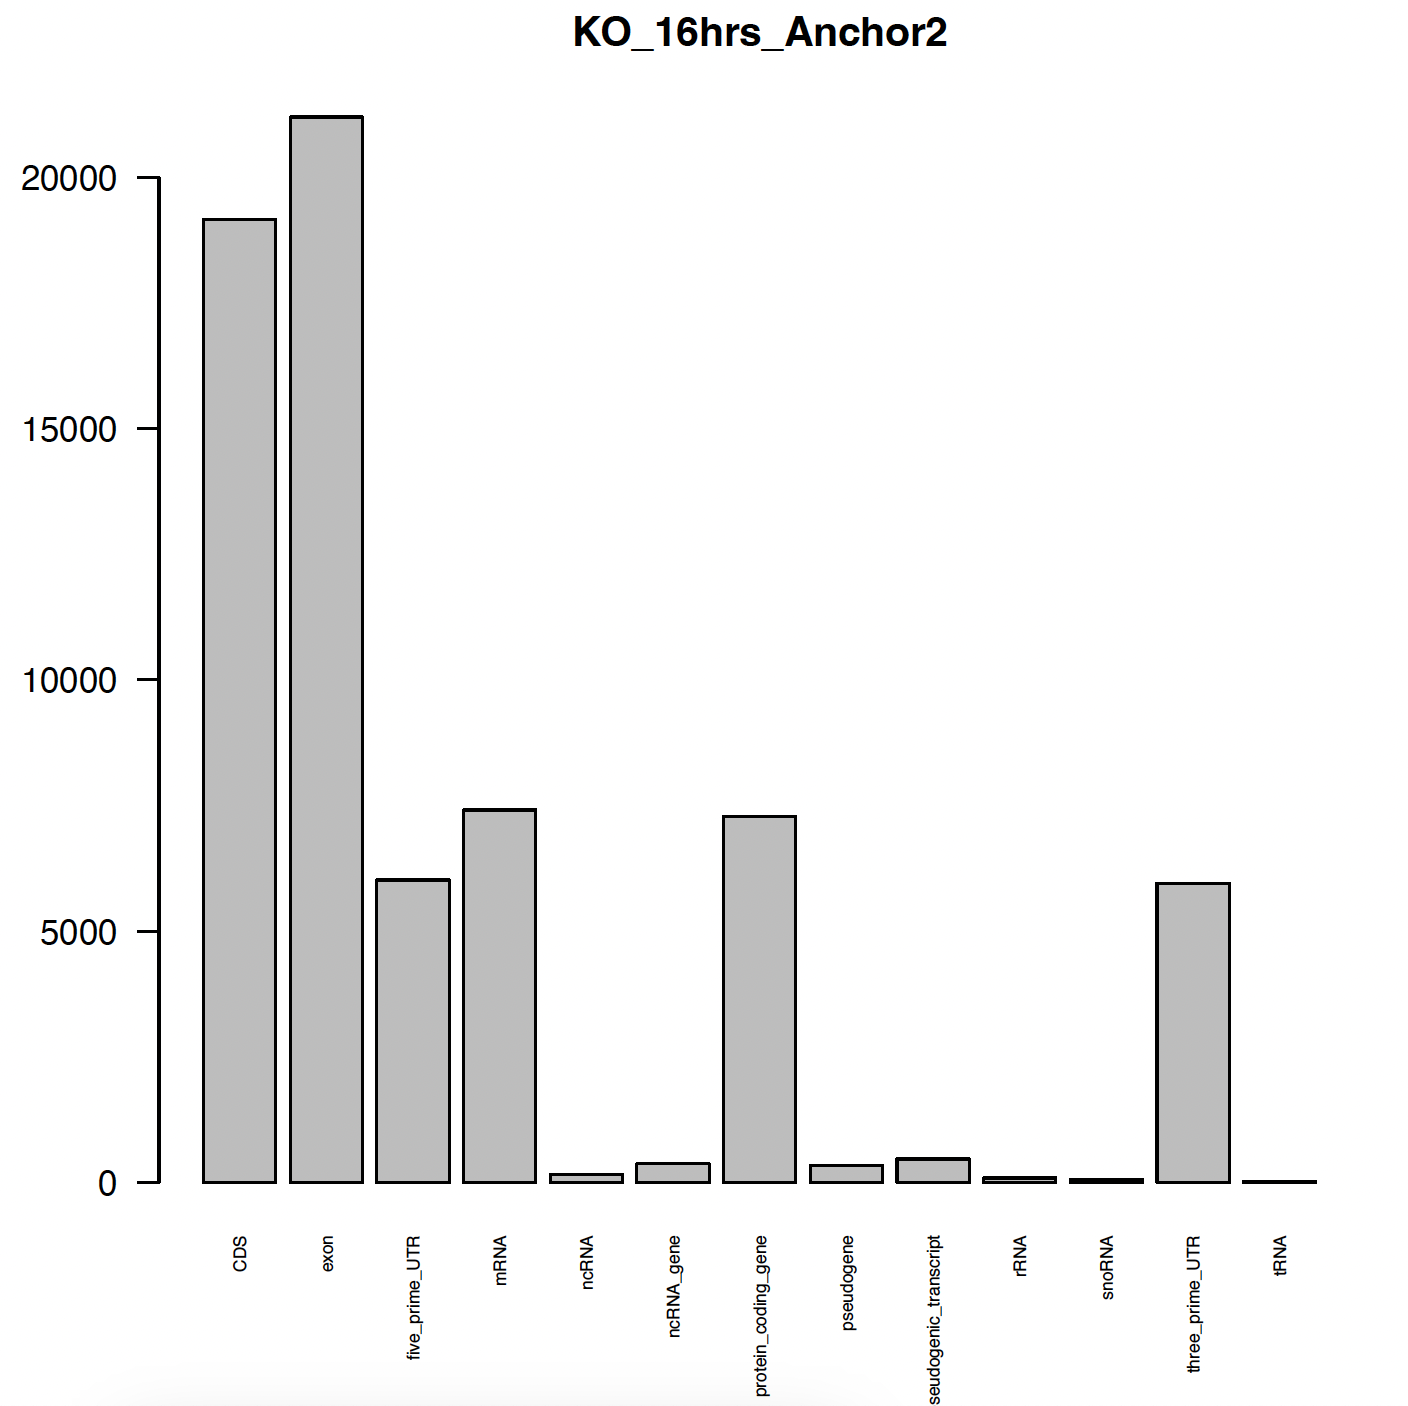 KO_16hrs_Anchor2
20000
15000
10000
5000
0
CDS
exon
five_prime_UTR
mRNA
ncRNA
ncRNA_gene
protein_coding_gene
pseudogene
seudogenic_transcript
rRNA
snoRNA
three_prime_UTR
tRNA